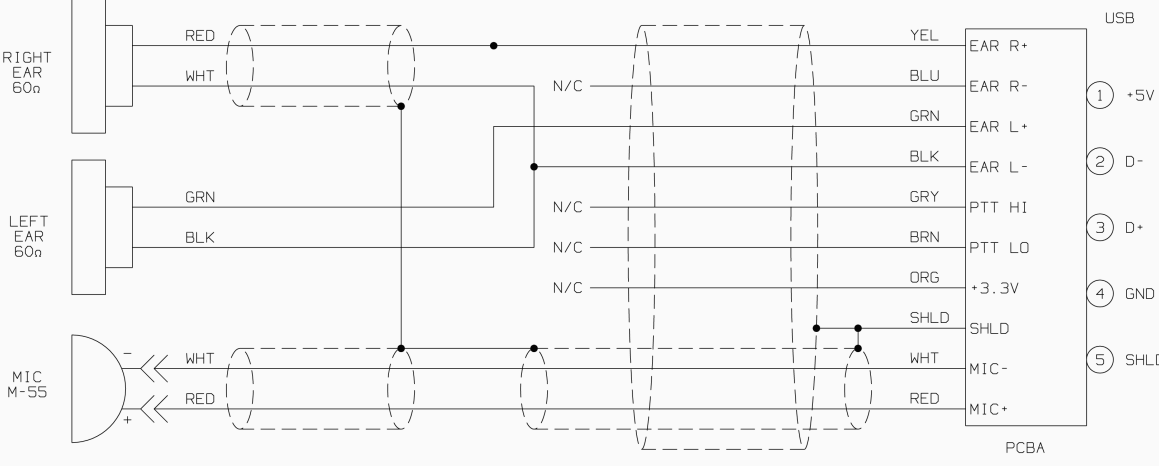 USB
RIGHT
EAR
60Ω
RED
WHT
YEL
EAR R+
N/C
BLU
EAR R-
1
+5V
GRN
EAR L+
BLK
EAR L-
2
D-
LEFT
EAR
60Ω
GRN
BLK
N/C
GRY
PTT HI
3
D+
N/C
BRN
PTT LO
N/C
ORG
+3.3V
4
GND
SHLD
SHLD
MIC
M-55
-
+
WHT
RED
WHT
MIC-
RED
MIC+
5
SHLD
PCBA